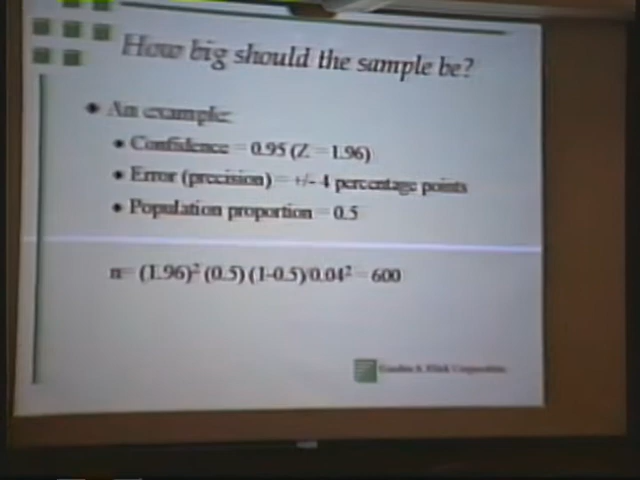 How big should the sample be?
An example:
Confidence = 0.95 (Z = 1.96)
Error (precision) = +/- 4 percentage points
Population proportion = 0.5
n= (1.96)² (0.5) (1-0.5) 0.04² = 600
Corporation